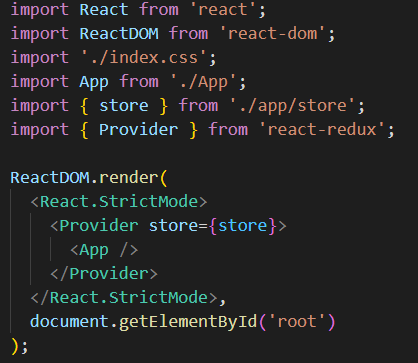 import React from 'react';
import ReactDOM from 'react-dom';
import './index.css';
import App from './App';
import { store } from './app/store';
import { Provider } from 'react-redux';

ReactDOM.render(
  <React.StrictMode>
    <Provider store={store}>
      <App />
    </Provider>
  </React.StrictMode>,
  document.getElementById('root')
);